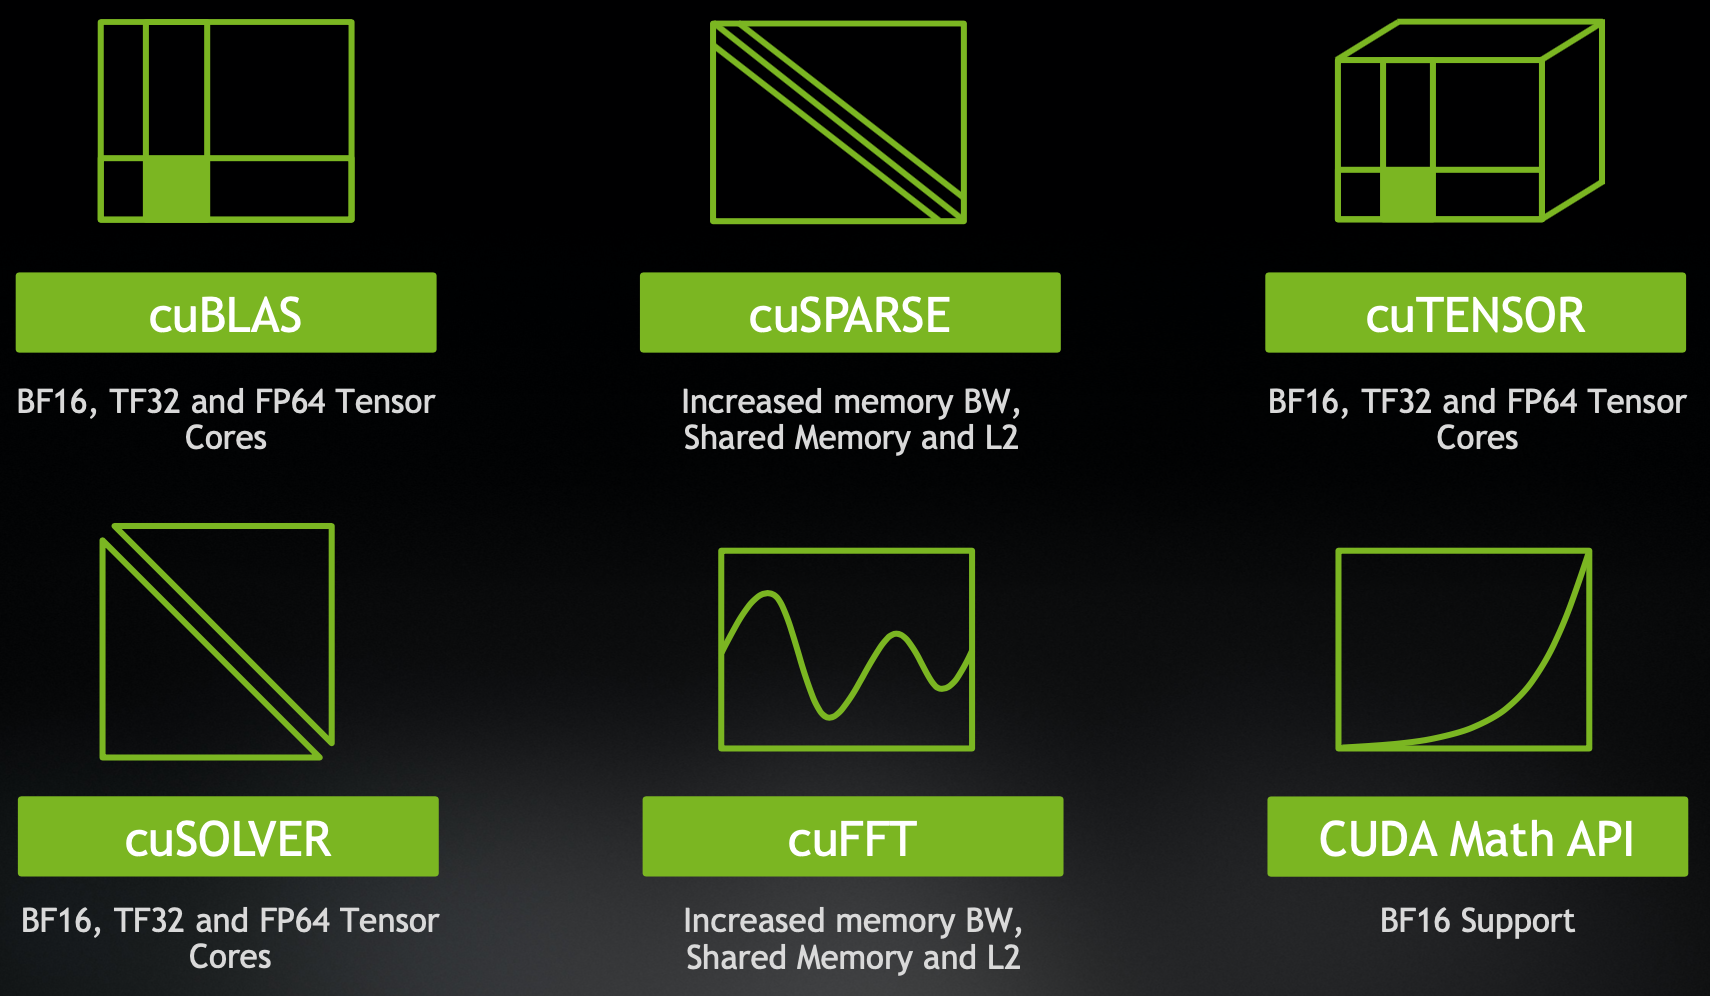 cuBLAS
BF16, TF32 and FP64 Tensor
Cores
cuSPARSE
Increased memory BW,
Shared Memory and L2
cuTENSOR
BF16, TF32 and FP64 Tensor
Cores
cuSOLVER
BF16, TF32 and FP64 Tensor
Cores
cuFFT
Increased memory BW,
Shared Memory and L2
CUDA Math API
BF16 Support